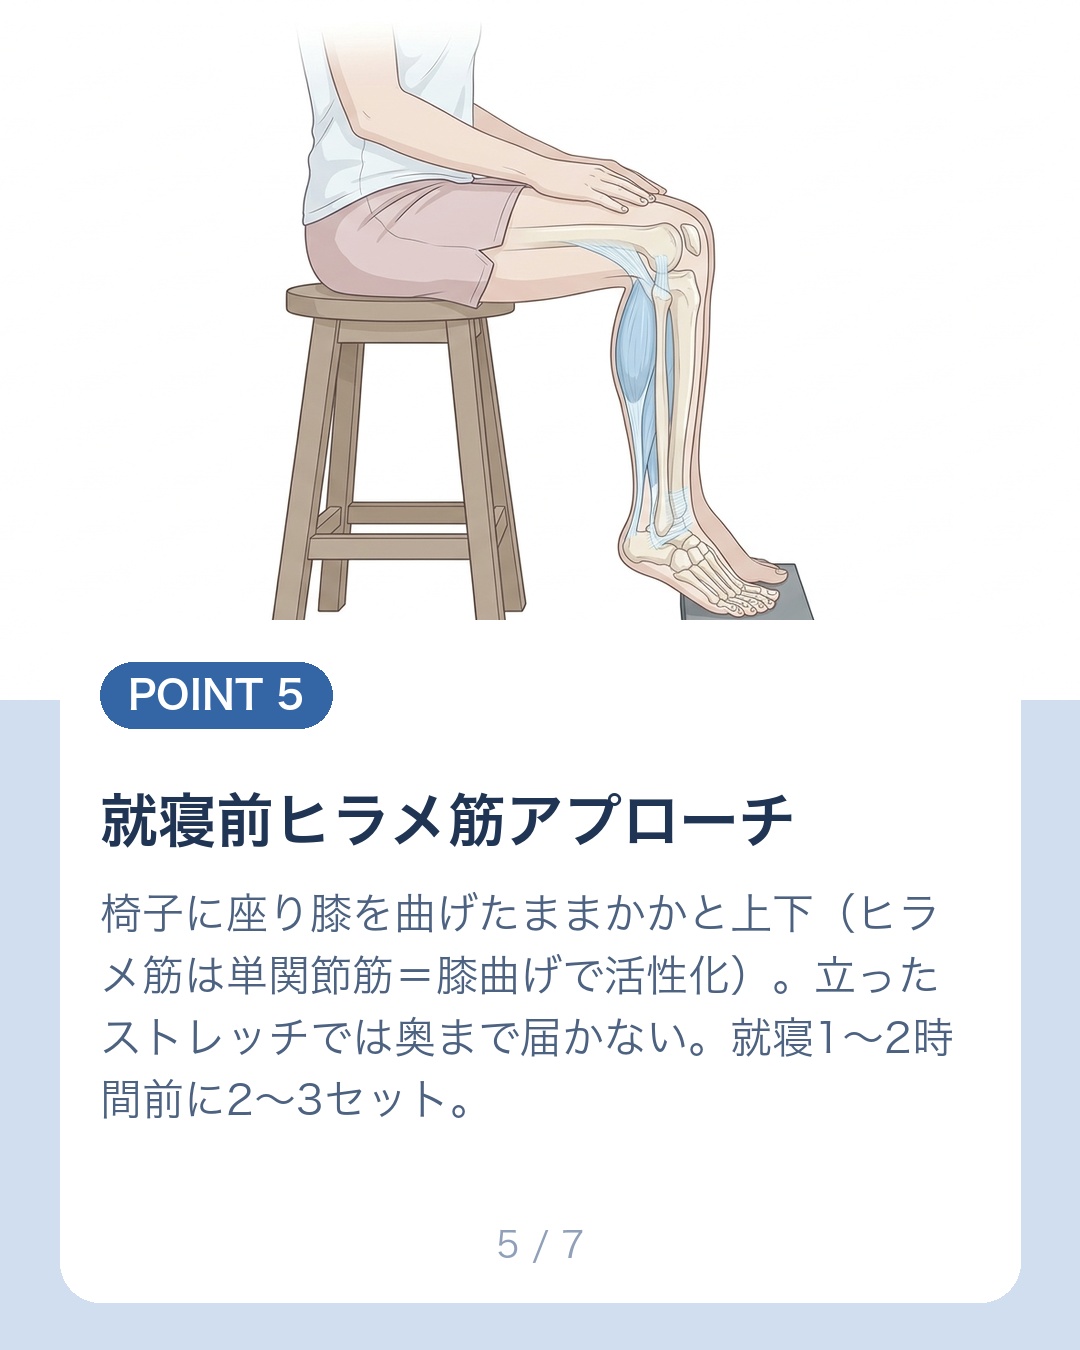 POINT 5
就寝前ヒラメ筋アプローチ
椅子に座り膝を曲げたままかかと上下（ヒラ
メ筋は単関節筋＝膝曲げで活性化）。立った
ストレッチでは奥まで届かない。就寝1〜2時
間前に2〜3セット。
5 / 7